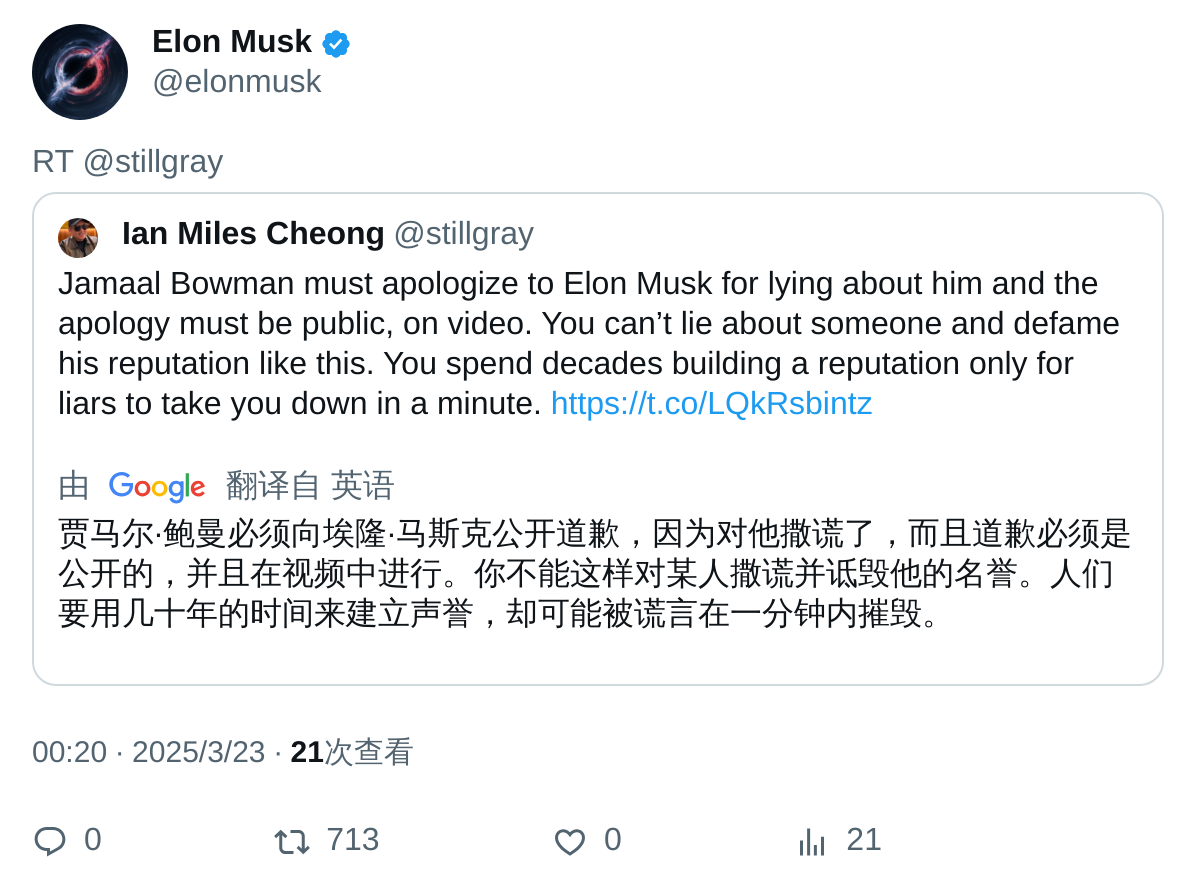 Elon Musk
@elonmusk
RT @stillgray
Ian Miles Cheong @stillgray
Jamaal Bowman must apologize to Elon Musk for lying about him and the
apology must be public, on video. You can’t lie about someone and defame
his reputation like this. You spend decades building a reputation only for
liars to take you down in a minute. https://t.co/LQkRsbintz
由 Google 翻译自 英语
贾马尔·鲍曼必须向埃隆·马斯克公开道歉，因为对他撒谎了，而且道歉必须是
公开的，并且在视频中进行。你不能这样对某人撒谎并诋毁他的名誉。人们
要用几十年的时间来建立声誉，却可能被谎言在一分钟内摧毁。
00:20 · 2025/3/23 · 21次查看
0 713 0 21